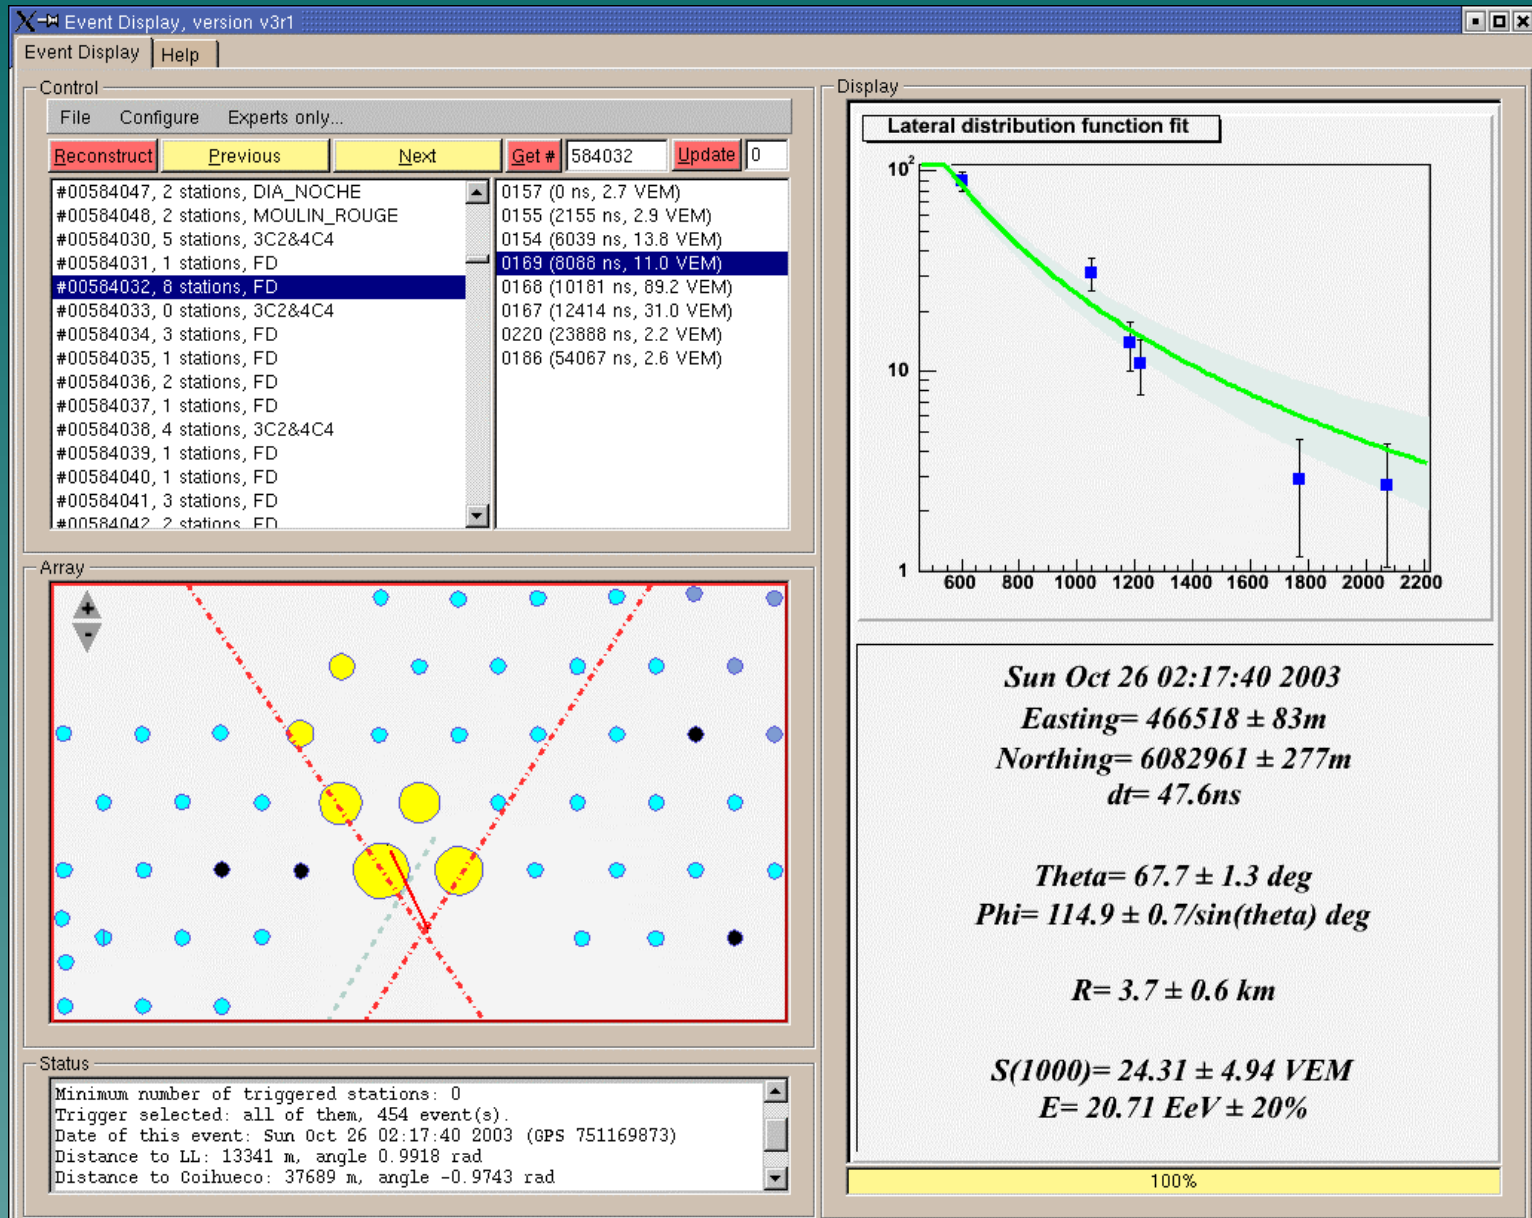 Event Display, version v3r1
Event Display
Help
Control
File Configure Experts only...
Reconstruct Previous Next Get # 584032 Update 0
#00584047, 2 stations, DIA_NOCHE
#00584048, 2 stations, MOULIN_ROUGE
#00584030, 5 stations, 3C2&4C4
#00584031, 1 stations, FD
#00584032, 8 stations, FD
#00584033, 0 stations, 3C2&4C4
#00584034, 3 stations, FD
#00584035, 1 stations, FD
#00584036, 2 stations, FD
#00584037, 1 stations, FD
#00584038, 4 stations, 3C2&4C4
#00584039, 1 stations, FD
#00584040, 1 stations, FD
#00584041, 3 stations, FD
#00584042, 2 stations, FD
0157 (0 ns, 2.7 VEM)
0155 (2155 ns, 2.9 VEM)
0154 (6039 ns, 13.8 VEM)
0169 (8088 ns, 11.0 VEM)
0168 (10181 ns, 89.2 VEM)
0167 (12414 ns, 31.0 VEM)
0220 (23888 ns, 2.2 VEM)
0186 (54067 ns, 2.6 VEM)
Array
+
-
Status
Minimum number of triggered stations: 0
Trigger selected: all of them, 454 event(s).
Date of this event: Sun Oct 26 02:17:40 2003 (GPS 751169873)
Distance to LL: 13341 m, angle 0.9918 rad
Distance to Coihueco: 37689 m, angle -0.9743 rad
Display
Lateral distribution function fit
10²
10
1
600 800 1000 1200 1400 1600 1800 2000 2200
Sun Oct 26 02:17:40 2003
Easting= 466518 ± 83m
Northing= 6082961 ± 277m
dt= 47.6ns
Theta= 67.7 ± 1.3 deg
Phi= 114.9 ± 0.7/sin(theta) deg
R= 3.7 ± 0.6 km
S(1000)= 24.31 ± 4.94 VEM
E= 20.71 EeV ± 20%
100%